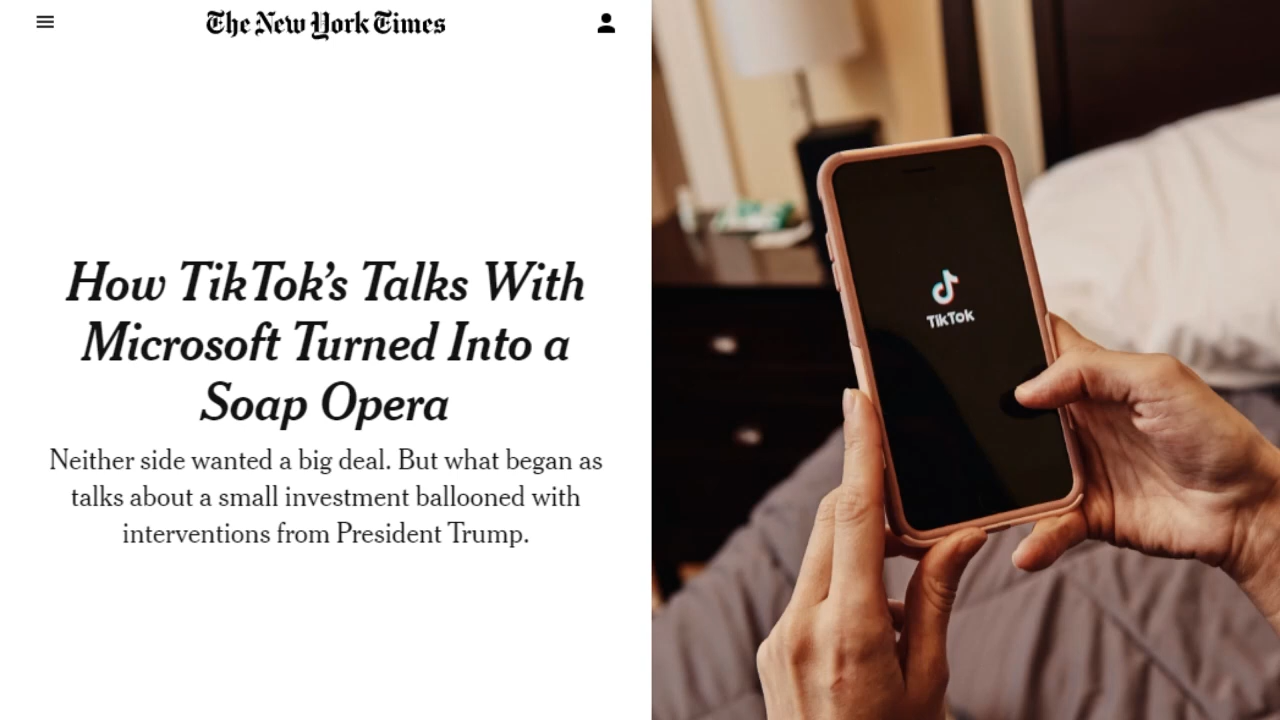 The New York Times
How TikTok’s Talks With
Microsoft Turned Into a
Soap Opera
Neither side wanted a big deal. But what began as
talks about a small investment ballooned with
interventions from President Trump.
TikTok